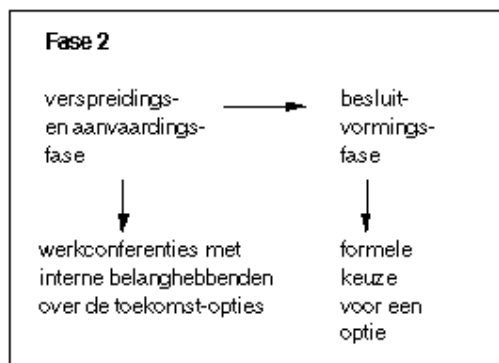 Fase 2
verspreidings-
en aanvaardings-
fase
besluit-
vormings-
fase
werkconferenties met
interne belanghebbenden
over de toekomst-opties
formele
keuze
voor een
optie